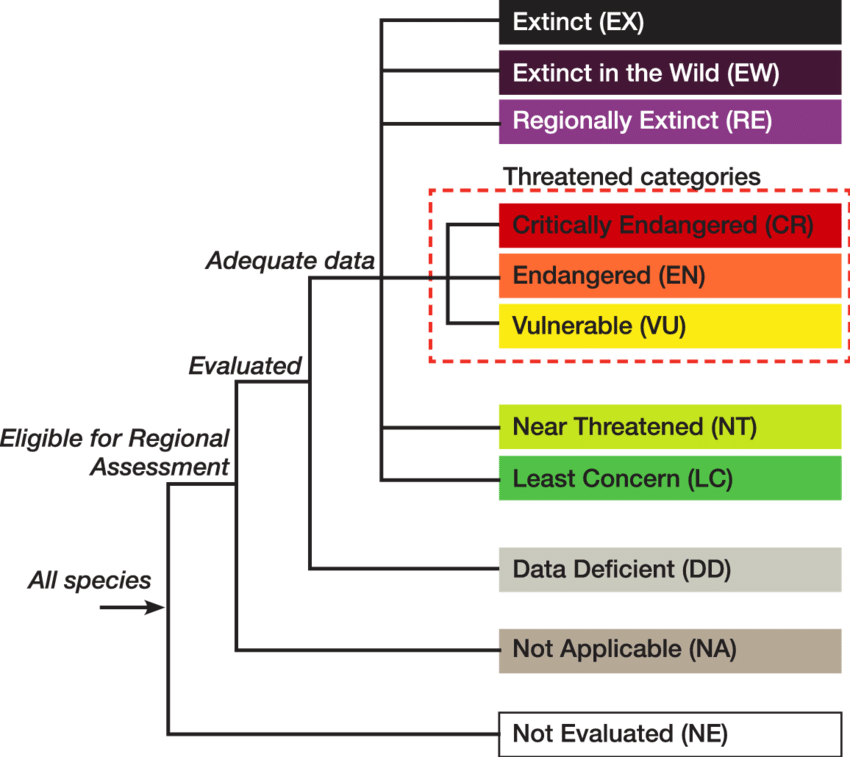 Extinct (EX)
Extinct in the Wild (EW)
Regionally Extinct (RE)
Threatened categories
Critically Endangered (CR)
Adequate data
Endangered (EN)
Vulnerable (VU)
Evaluated
Near Threatened (NT)
Eligible for Regional
Assessment
Least Concern (LC)
All species
Data Deficient (DD)
Not Applicable (NA)
Not Evaluated (NE)